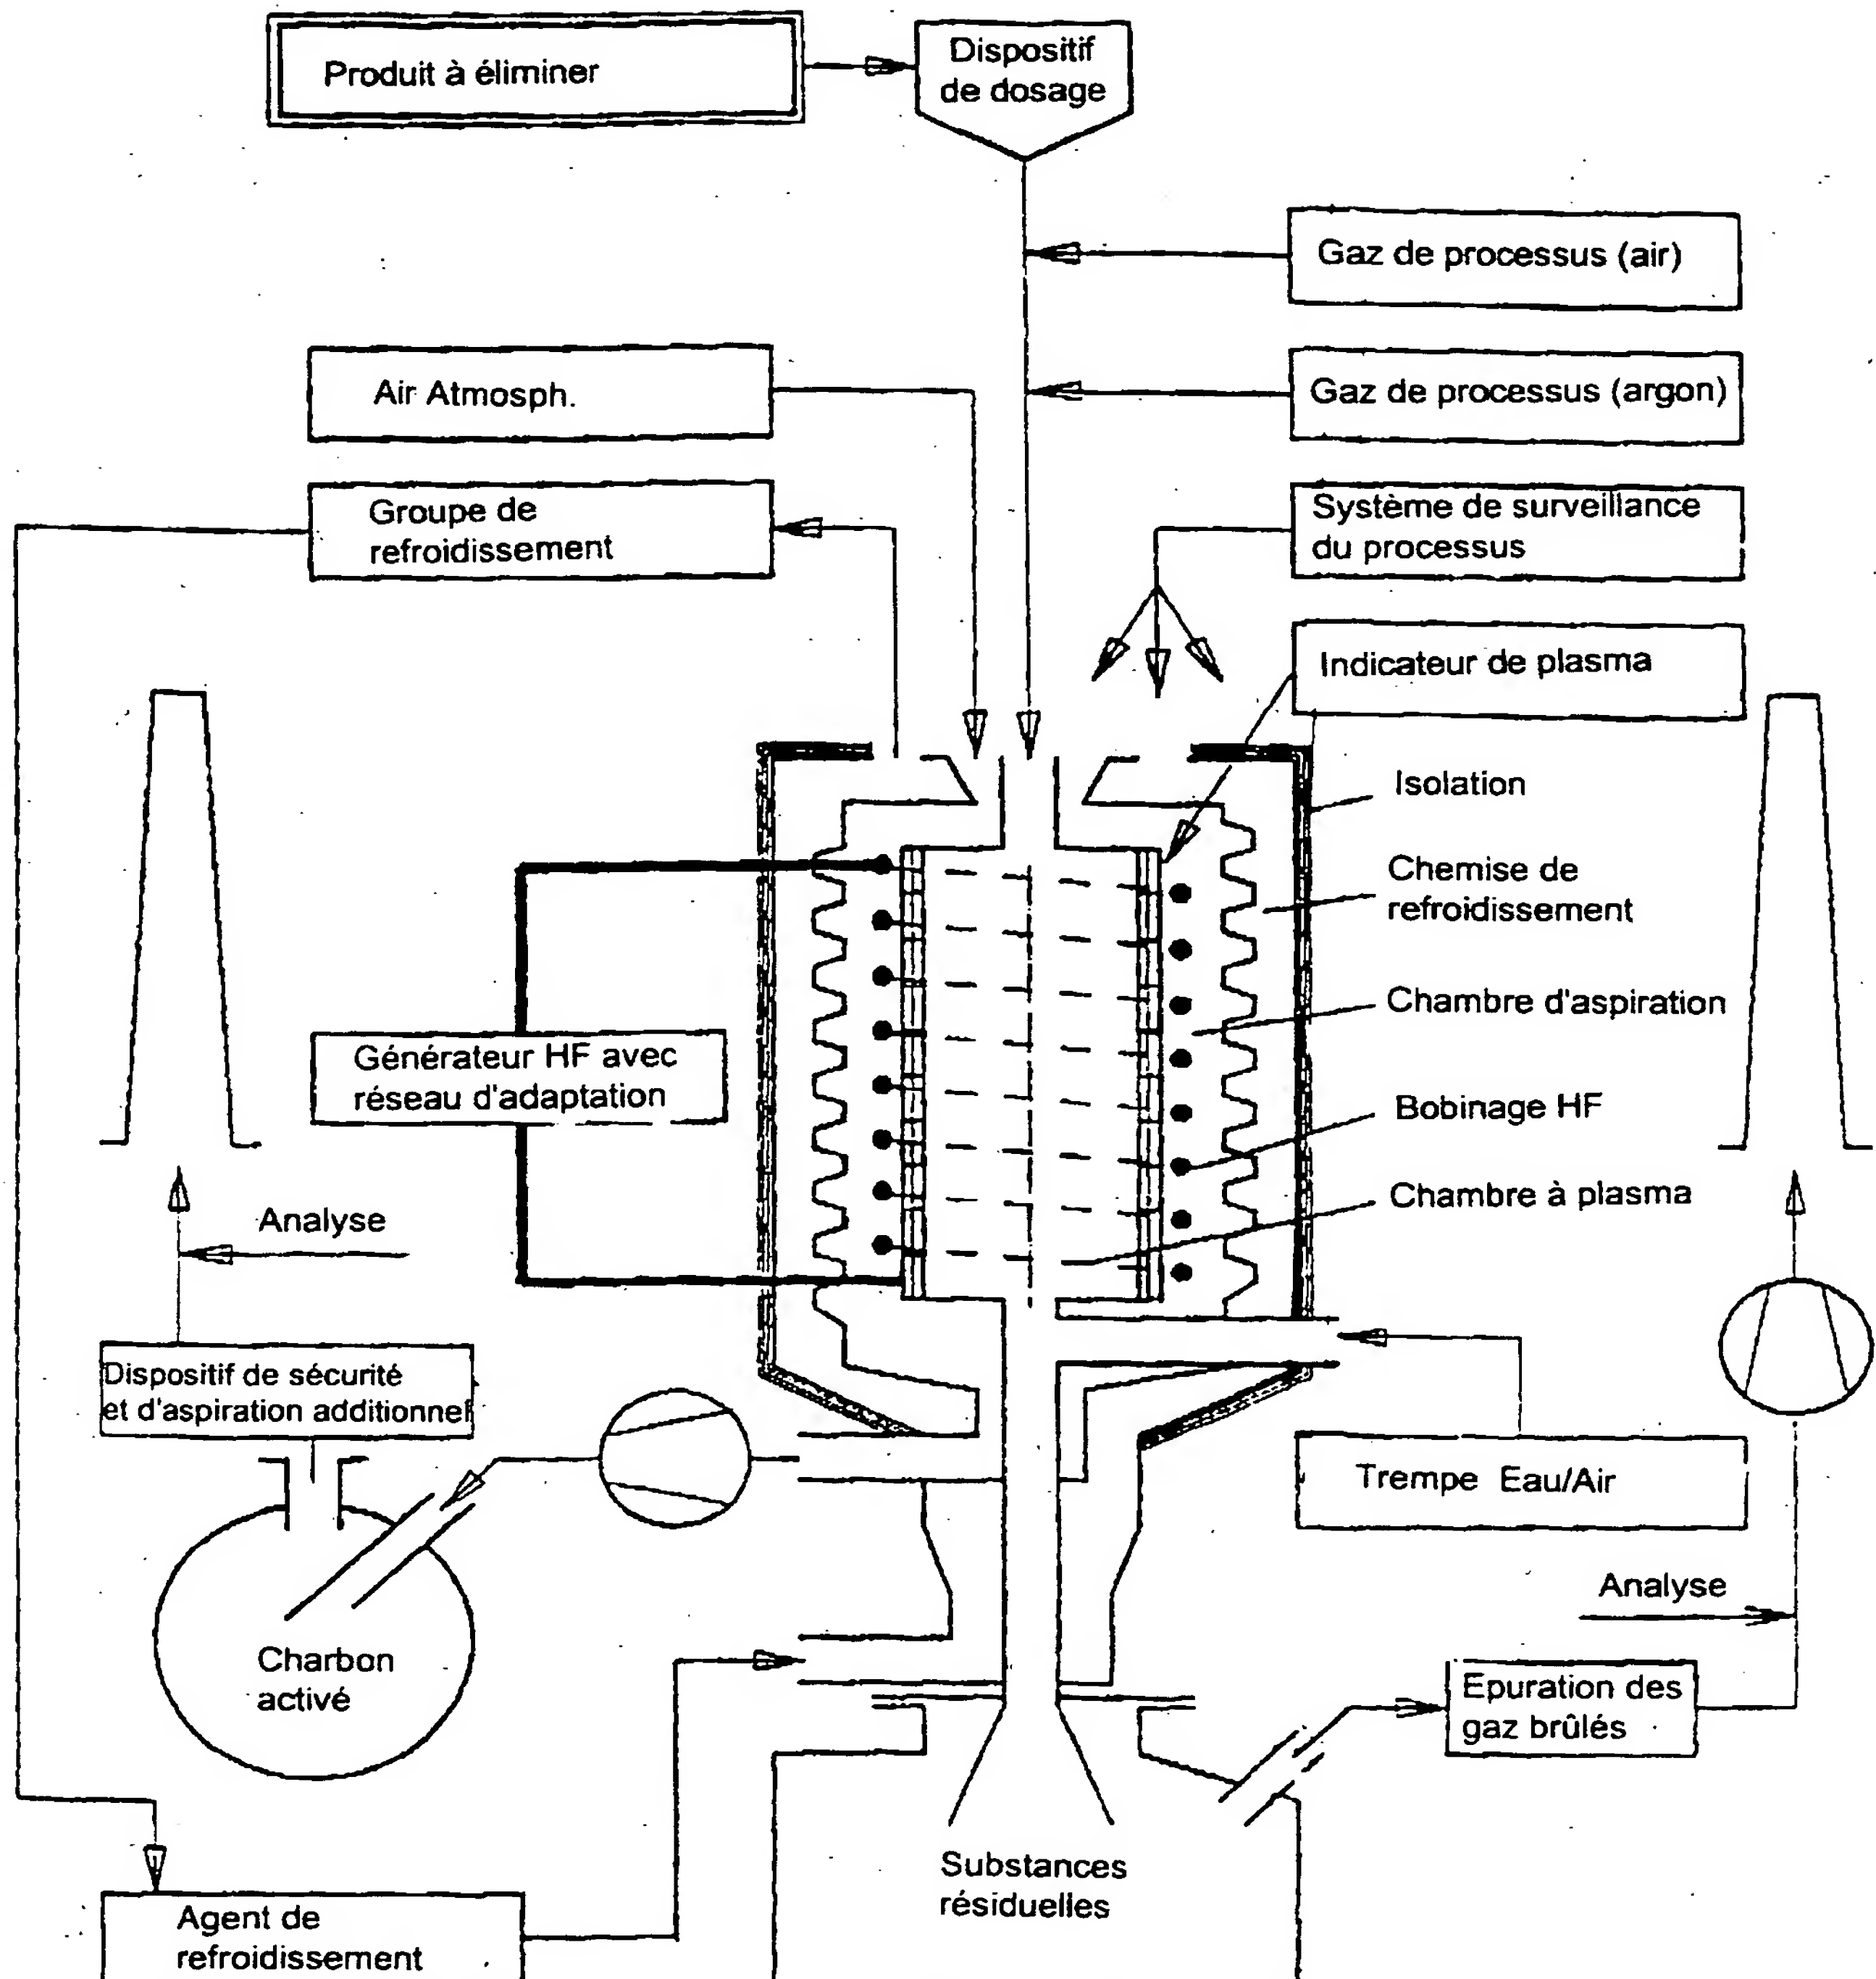 Produit à éliminer
Dispositif
de dosage
Gaz de processus (air)
Air Atmosph.
Gaz de processus (argon)
Groupe de
refroidissement
Système de surveillance
du processus
Indicateur de plasma
Isolation
Chemise de
refroidissement
Chambre d'aspiration
Générateur HF avec
réseau d'adaptation
Bobinage HF
Chambre à plasma
Analyse
Dispositif de sécurité
et d'aspiration additionnel
Trempe Eau/Air
Analyse
Charbon
activé
Epuration des
gaz brûlés
Substances
résiduelles
Agent de
refroidissement